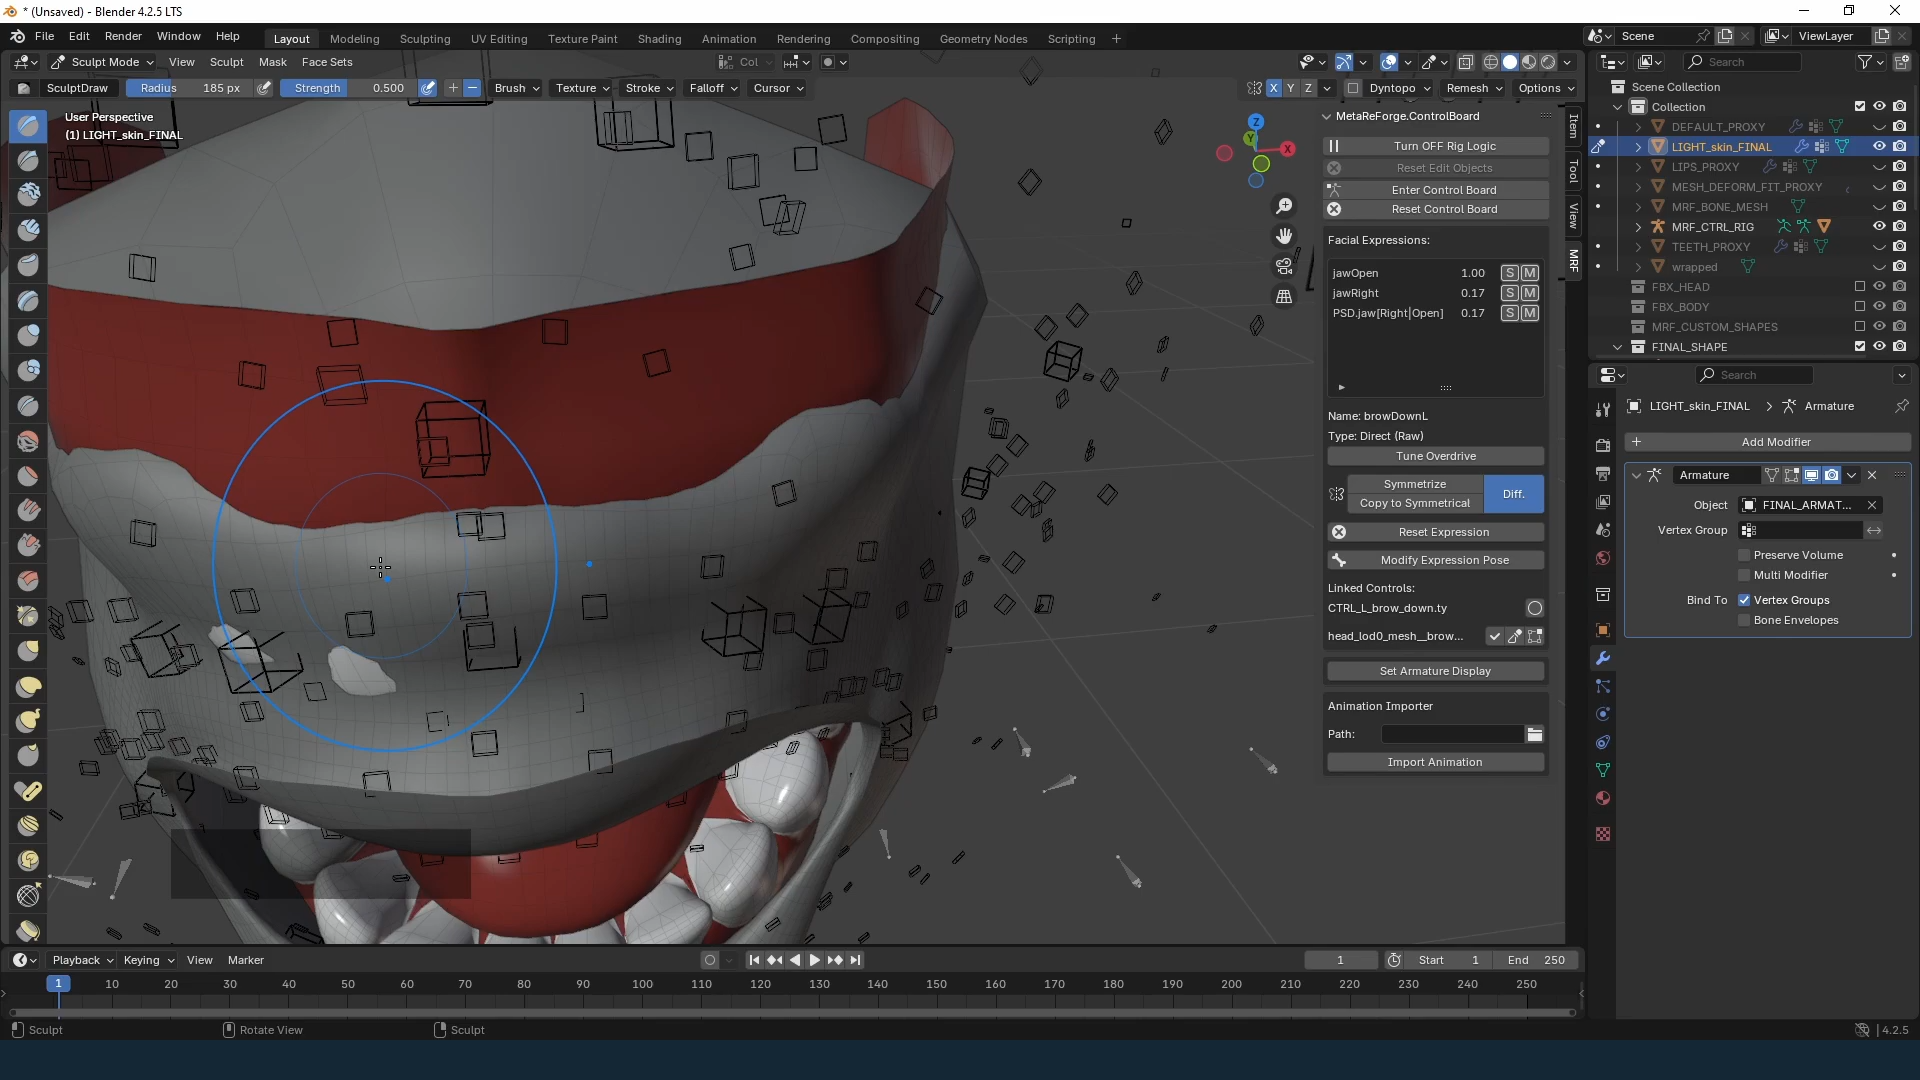 * (Unsaved) - Blender 4.2.5 LTS
File Edit Render Window Help
Layout Modeling Sculpting UV Editing Texture Paint Shading Animation Rendering Compositing Geometry Nodes Scripting +
Scene
ViewLayer
Sculpt Mode View Sculpt Mask Face Sets
Col
SculptDraw Radius 185 px Strength 0.500 Brush Texture Stroke Falloff Cursor
X Y Z Dyntopo Remesh Options
User Perspective
(1) LIGHT_skin_FINAL
Z
Y
X
MetaReForge.ControlBoard
Turn OFF Rig Logic
Reset Edit Objects
Enter Control Board
Reset Control Board
Facial Expressions:
jawOpen 1.00 S M
jawRight 0.17 S M
PSD.jaw[Right|Open] 0.17 S M
Name: browDownL
Type: Direct (Raw)
Tune Overdrive
Symmetrize
Copy to Symmetrical
Diff.
Reset Expression
Modify Expression Pose
Linked Controls:
CTRL_L_brow_down.ty
head_lod0_mesh__brow...
Set Armature Display
Animation Importer
Path:
Import Animation
Item
Tool
View
MRF
Search
Scene Collection
Collection
DEFAULT_PROXY
LIGHT_skin_FINAL
LIPS_PROXY
MESH_DEFORM_FIT_PROXY
MRF_BONE_MESH
MRF_CTRL_RIG
TEETH_PROXY
wrapped
FBX_HEAD
FBX_BODY
MRF_CUSTOM_SHAPES
FINAL_SHAPE
Search
LIGHT_skin_FINAL > Armature
+ Add Modifier
Armature
Object FINAL_ARMAT...
Vertex Group
Preserve Volume
Multi Modifier
Bind To Vertex Groups
Bone Envelopes
Playback Keying View Marker
1 Start 1 End 250
1 10 20 30 40 50 60 70 80 90 100 110 120 130 140 150 160 170 180 190 200 210 220 230 240 250
Sculpt Rotate View Sculpt
4.2.5